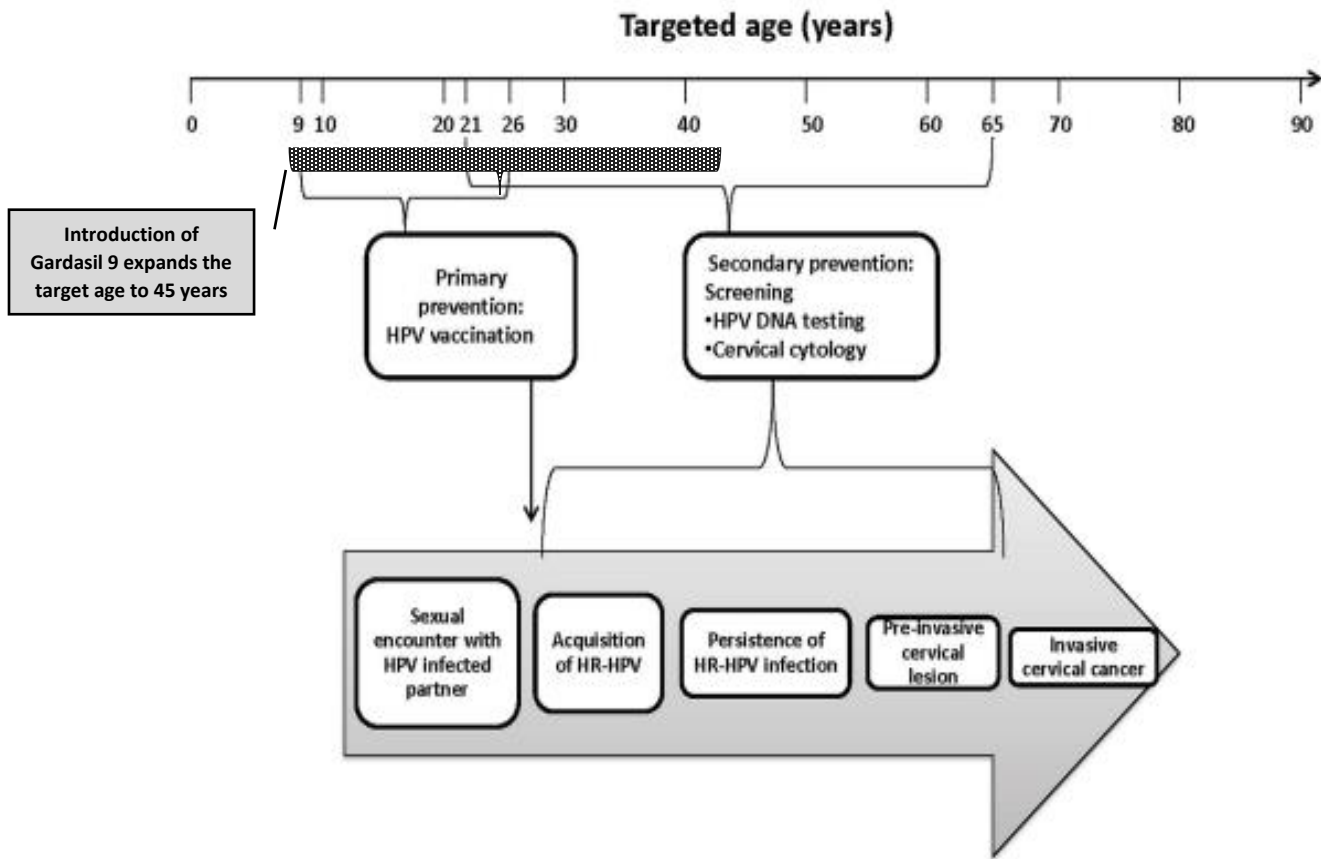 Targeted age (years)
0 9 10 20 21 26 30 40 50 60 65 70 80 90
Introduction of
Gardasil 9 expands the
target age to 45 years
Primary
prevention:
HPV vaccination
Secondary prevention:
Screening
•HPV DNA testing
•Cervical cytology
Sexual
encounter with
HPV infected
partner
Acquisition
of HR-HPV
Persistence of
HR-HPV infection
Pre-invasive
cervical
lesion
Invasive
cervical cancer